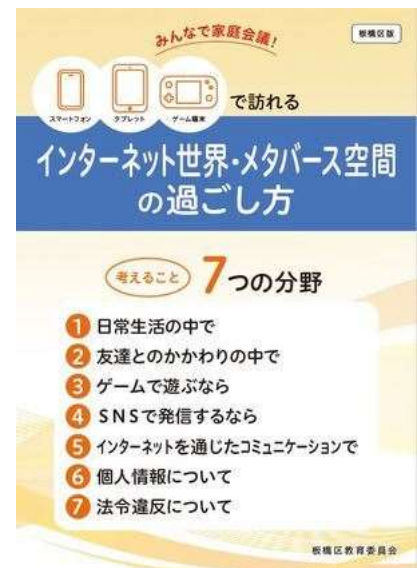 みんなで家庭会議!
板橋区版
スマートフォン
タブレット
ゲーム端末
で訪れる
インターネット世界・メタバース空間
の過ごし方
考えること
7つの分野
1 日常生活の中で
2 友達とのかかわりの中で
3 ゲームで遊ぶなら
4 SNSで発信するなら
5 インターネットを通じたコミュニケーションで
6 個人情報について
7 法令違反について
板橋区教育委員会